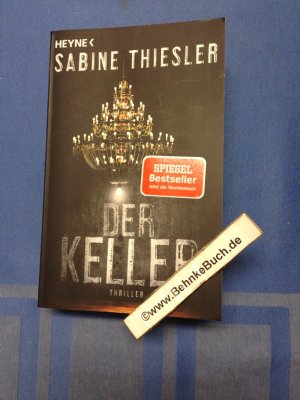 HEYNE<
SABINE THIESLER
SPIEGEL
Bestseller
Jetzt als Taschenbuch
DER
KELLER
THRILLER
©www.BehnkeBuch.de